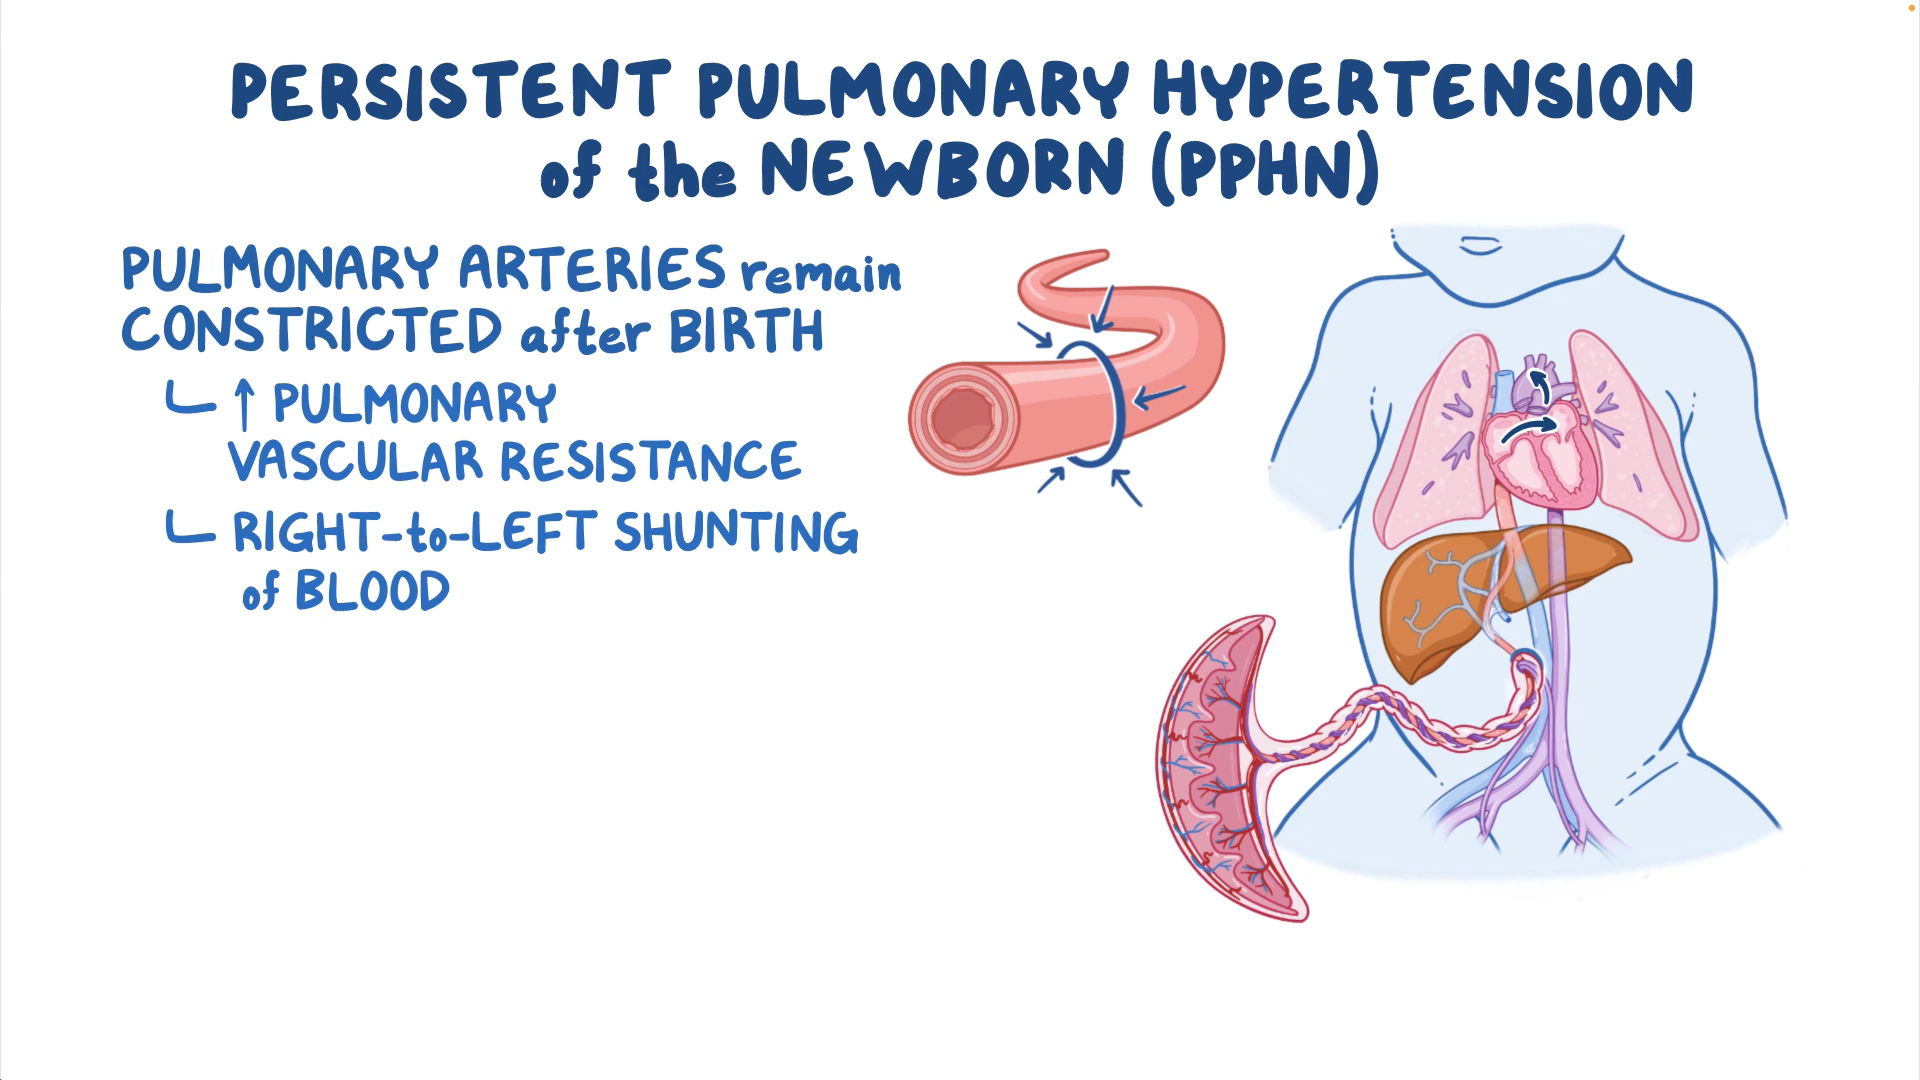 PERSISTENT PULMONARY HYPERTENSION
of the NEWBORN (PPHN)
PULMONARY ARTERIES remain
CONSTRICTED after BIRTH
↑ PULMONARY
VASCULAR RESISTANCE
RIGHT-to-LEFT SHUNTING
of BLOOD